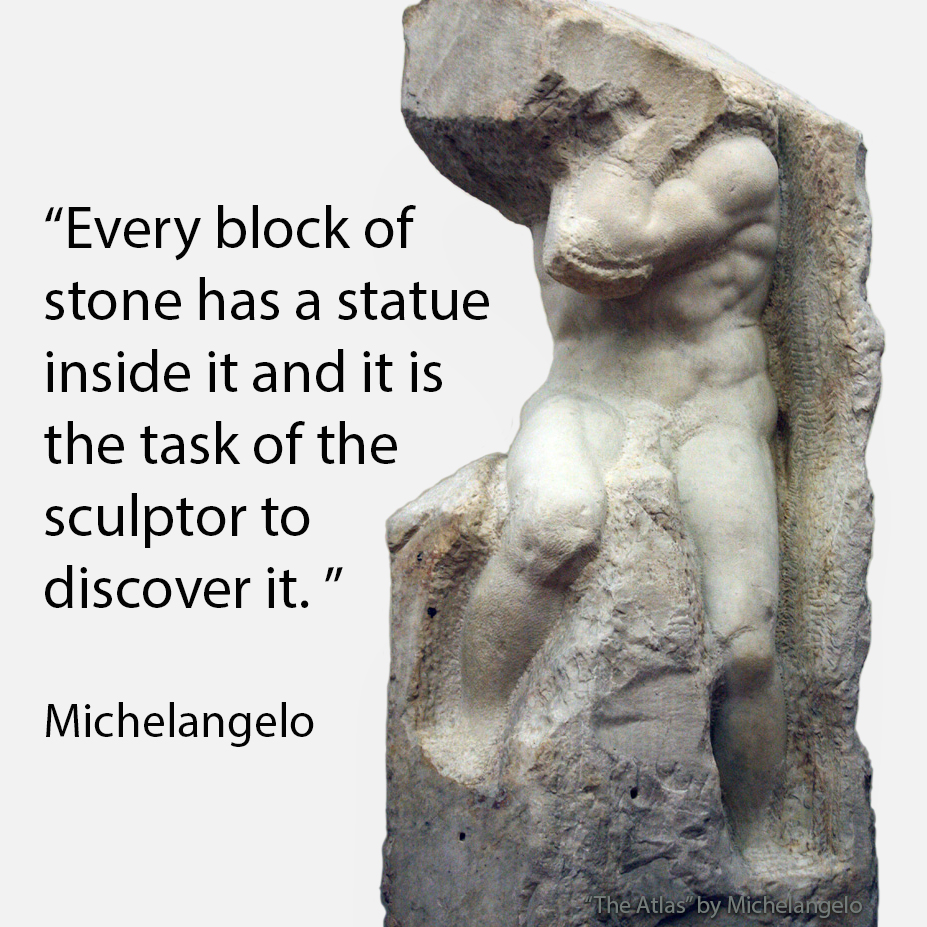 “Every block of
stone has a statue
inside it and it is
the task of the
sculptor to
discover it. ”
Michelangelo
“The Atlas” by Michelangelo